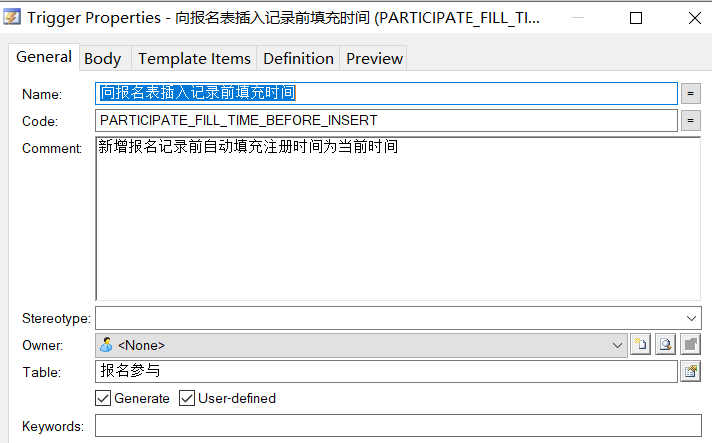 Trigger Properties - 向报名表插入记录前填充时间 (PARTICIPATE_FILL_TI...
General Body Template Items Definition Preview
Name: 向报名表插入记录前填充时间 =
Code: PARTICIPATE_FILL_TIME_BEFORE_INSERT =
Comment: 新增报名记录前自动填充注册时间为当前时间
Stereotype:
Owner: <None>
Table: 报名参与
Generate User-defined
Keywords: